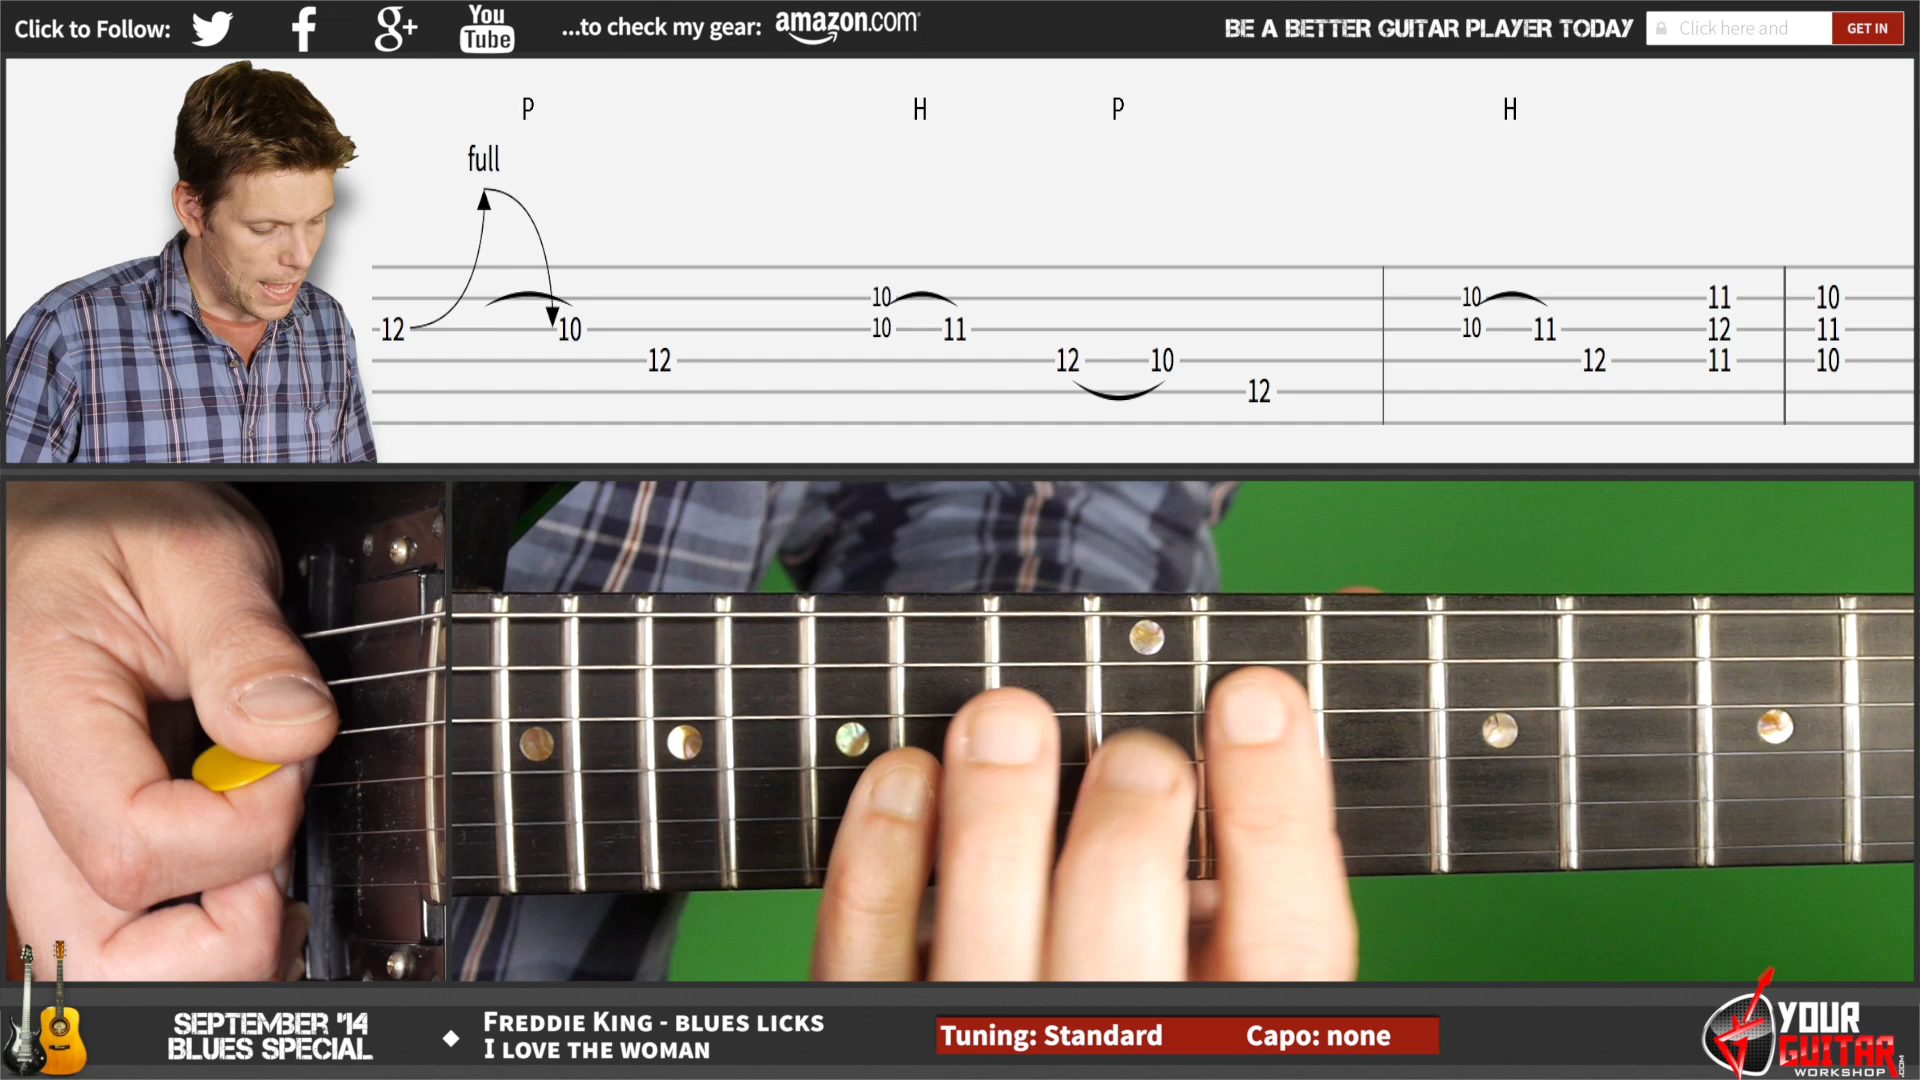 Click to Follow:
g+
You
Tube
...to check my gear:
amazon.com
BE A BETTER GUITAR PLAYER TODAY
Click here and
GET IN
P H P H
full
10 10 11 10
12 10 10 11 10 11 12 11
12 12 10 12 11 10
12
SEPTEMBER '14
BLUES SPECIAL
FREDDIE KING - BLUES LICKS
I LOVE THE WOMAN
Tuning: Standard Capo: none
YOUR
GUITAR
WORKSHOP
.COM